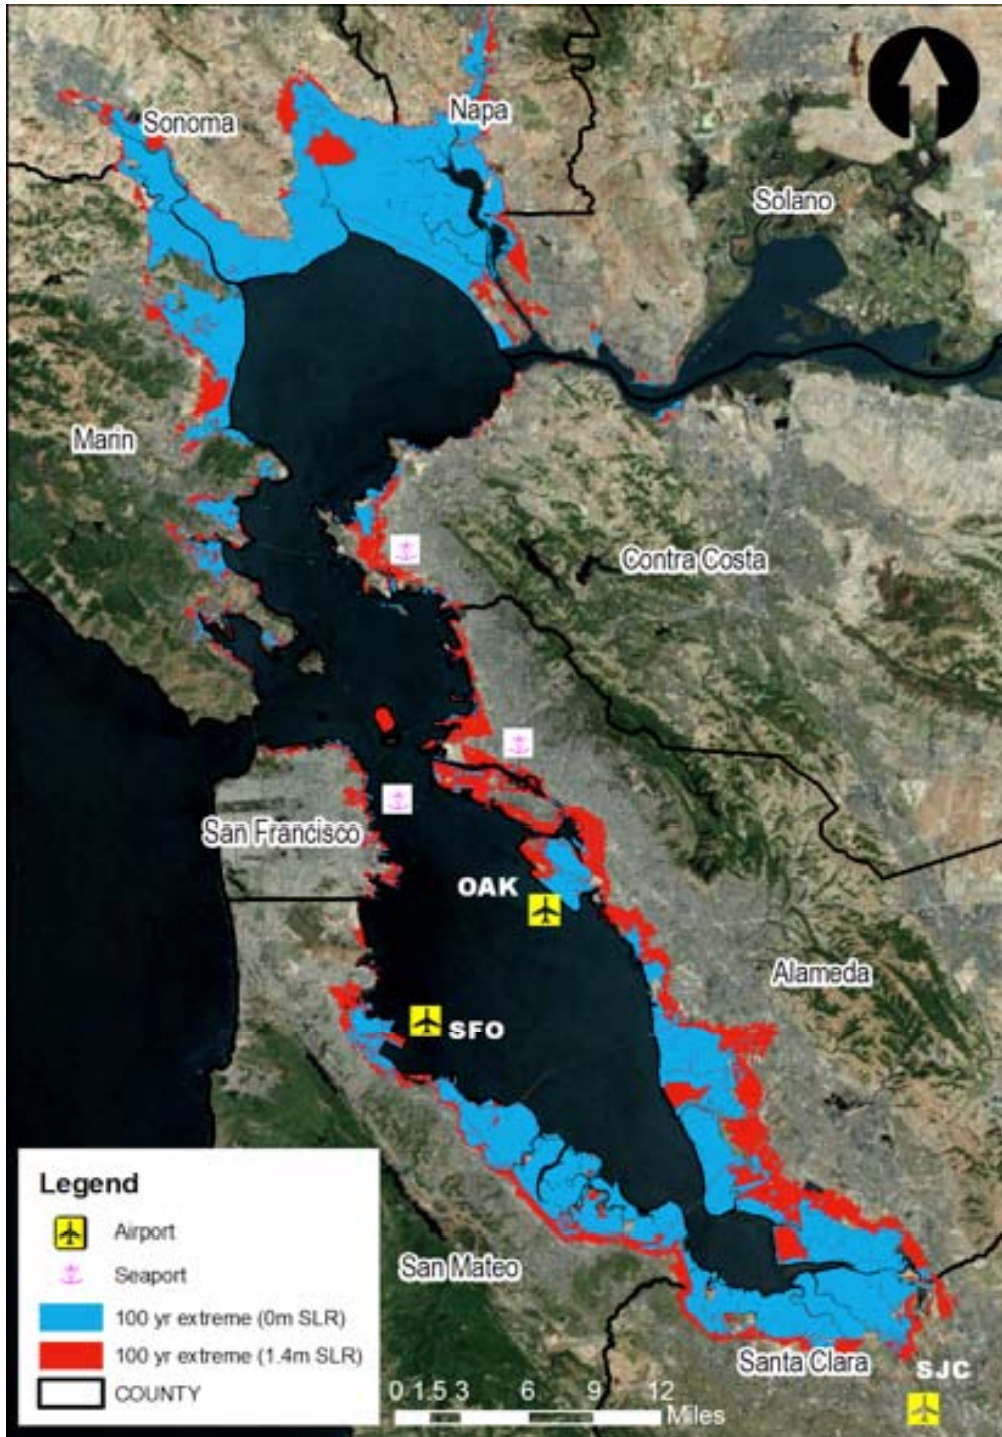 Sonoma
Napa
Solano
Marin
Contra Costa
San Francisco
OAK
Alameda
SFO
Legend
Airport
Seaport
100 yr extreme (0m SLR)
100 yr extreme (1.4m SLR)
COUNTY
San Mateo
Santa Clara
SJC
0 1.5 3 6 9 12
Miles